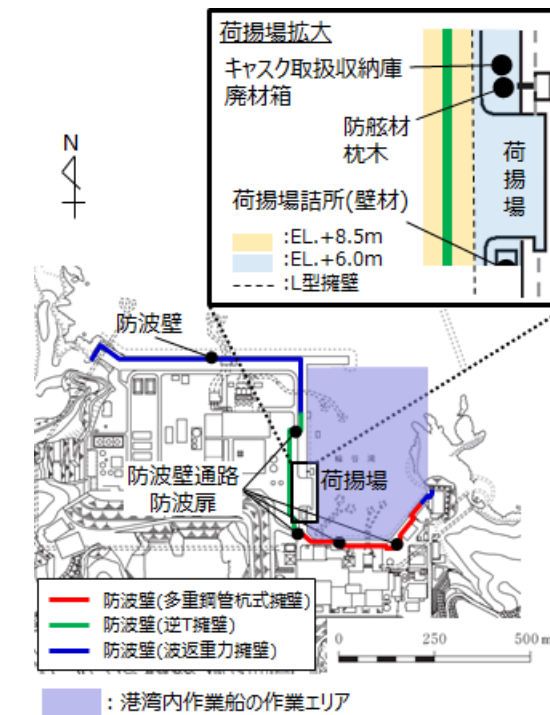 荷揚場拡大
キャスク取扱収納庫
廃材箱
防舷材
枕木
荷揚場
荷揚場詰所(壁材)
:EL.+8.5m
:EL.+6.0m
:L型擁壁
N
防波壁
防波壁通路
防波扉
荷揚場
輪谷湾
防波壁(多重鋼管杭式擁壁)
防波壁(逆T擁壁)
防波壁(波返重力擁壁)
0 250 500 m
：港湾内作業船の作業エリア